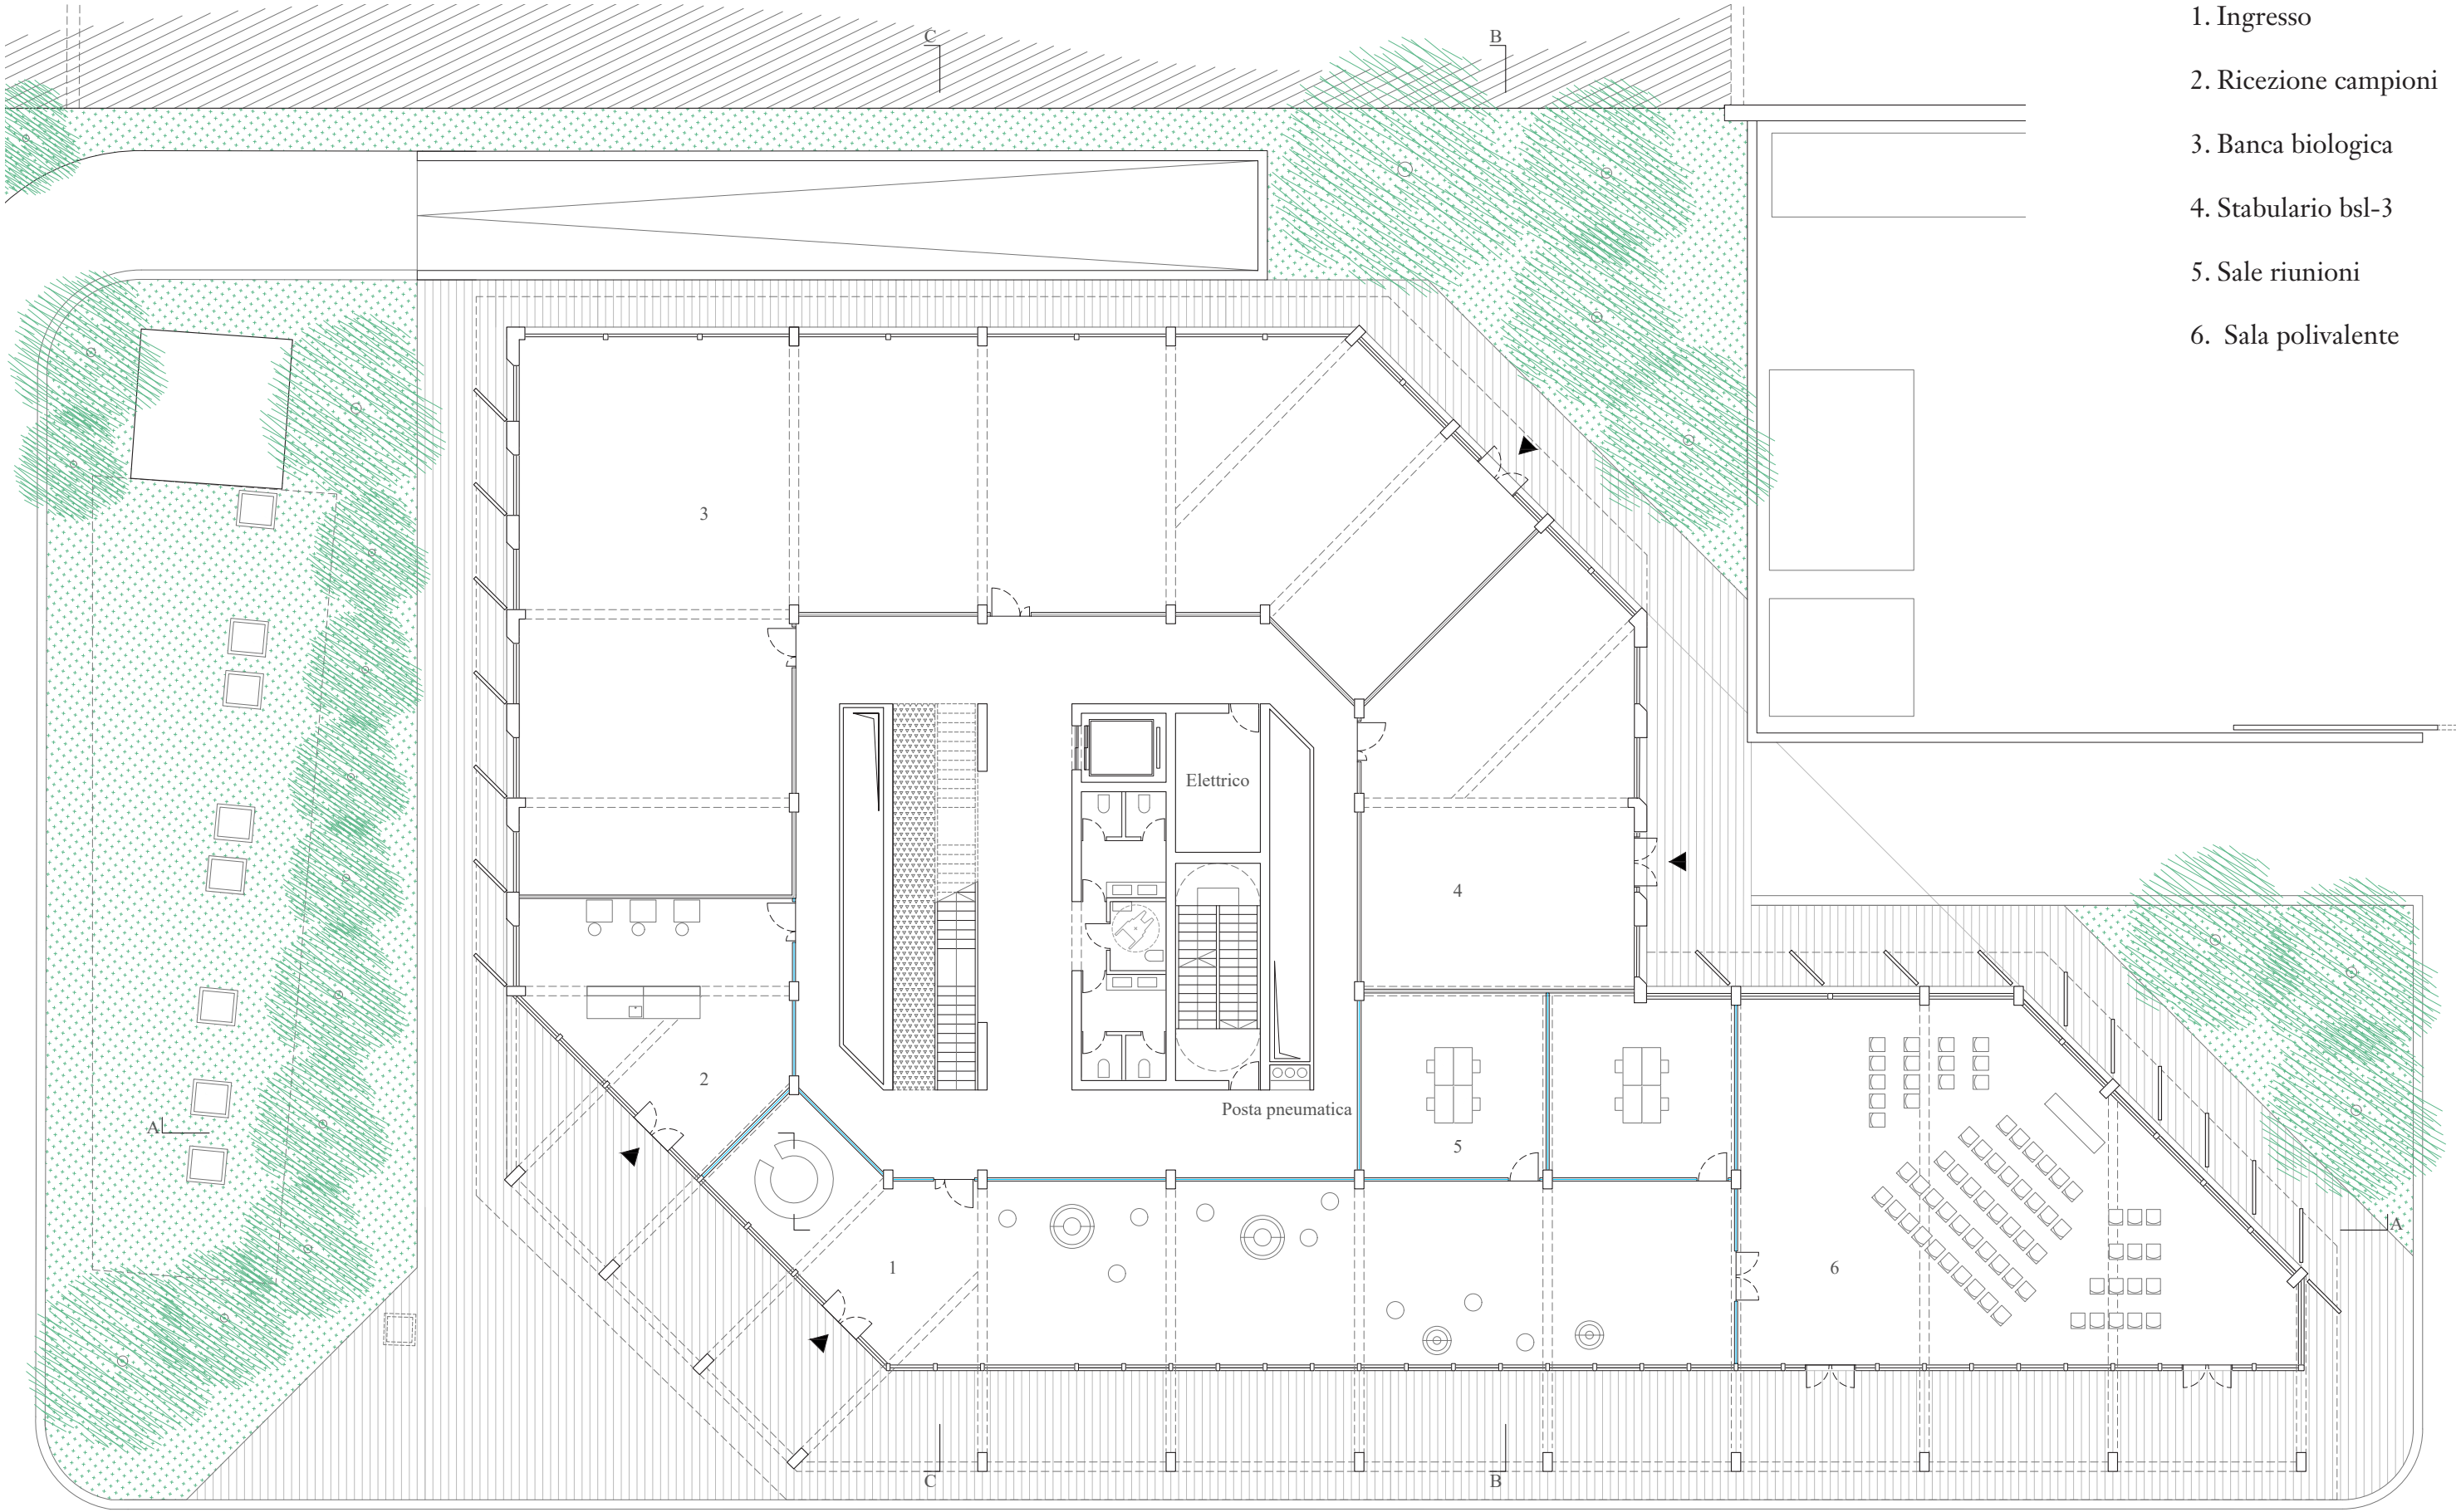 1. Ingresso
C
B
2. Ricezione campioni
3. Banca biologica
4. Stabulario bsl-3
5. Sale riunioni
6. Sala polivalente
3
Elettrico
4
2
Posta pneumatica
A
5
A
1
6
C
B